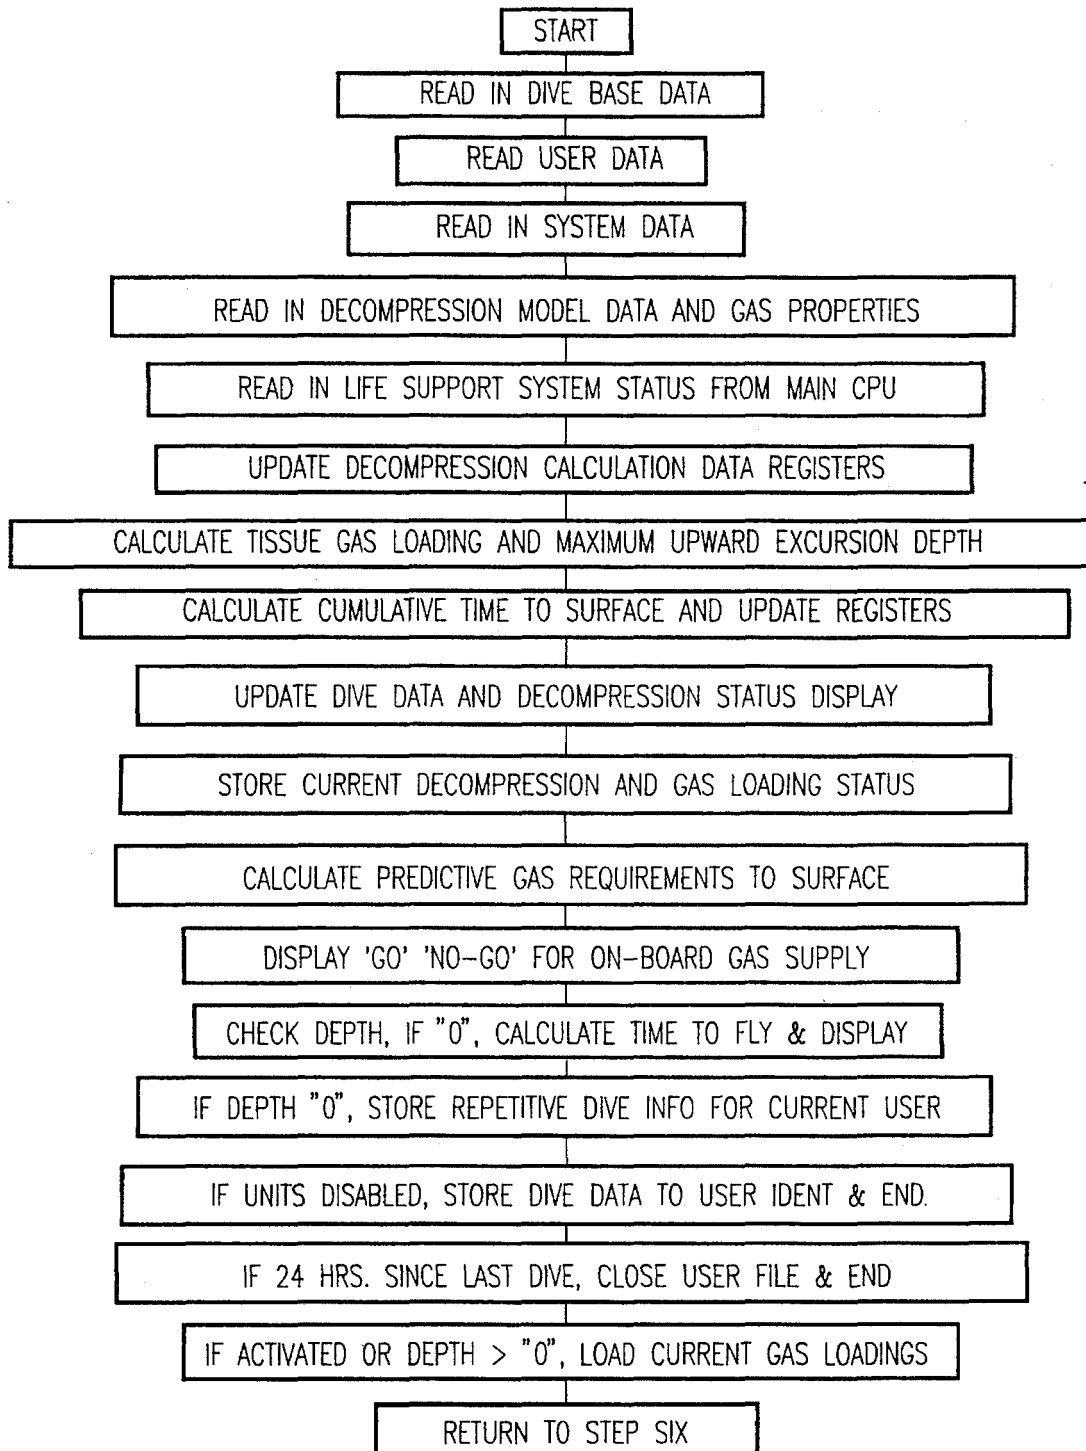 START
READ IN DIVE BASE DATA
READ USER DATA
READ IN SYSTEM DATA
READ IN DECOMPRESSION MODEL DATA AND GAS PROPERTIES
READ IN LIFE SUPPORT SYSTEM STATUS FROM MAIN CPU
UPDATE DECOMPRESSION CALCULATION DATA REGISTERS
CALCULATE TISSUE GAS LOADING AND MAXIMUM UPWARD EXCURSION DEPTH
CALCULATE CUMULATIVE TIME TO SURFACE AND UPDATE REGISTERS
UPDATE DIVE DATA AND DECOMPRESSION STATUS DISPLAY
STORE CURRENT DECOMPRESSION AND GAS LOADING STATUS
CALCULATE PREDICTIVE GAS REQUIREMENTS TO SURFACE
DISPLAY 'GO' 'NO-GO' FOR ON-BOARD GAS SUPPLY
CHECK DEPTH, IF "0", CALCULATE TIME TO FLY & DISPLAY
IF DEPTH "0", STORE REPETITIVE DIVE INFO FOR CURRENT USER
IF UNITS DISABLED, STORE DIVE DATA TO USER IDENT & END.
IF 24 HRS. SINCE LAST DIVE, CLOSE USER FILE & END
IF ACTIVATED OR DEPTH > "0", LOAD CURRENT GAS LOADINGS
RETURN TO STEP SIX